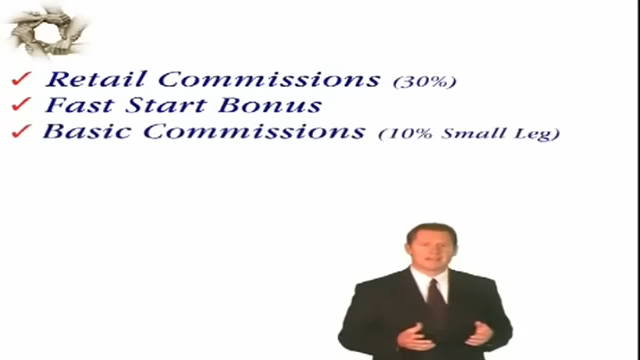 Retail Commissions (30%)
Fast Start Bonus
Basic Commissions (10% Small Leg)